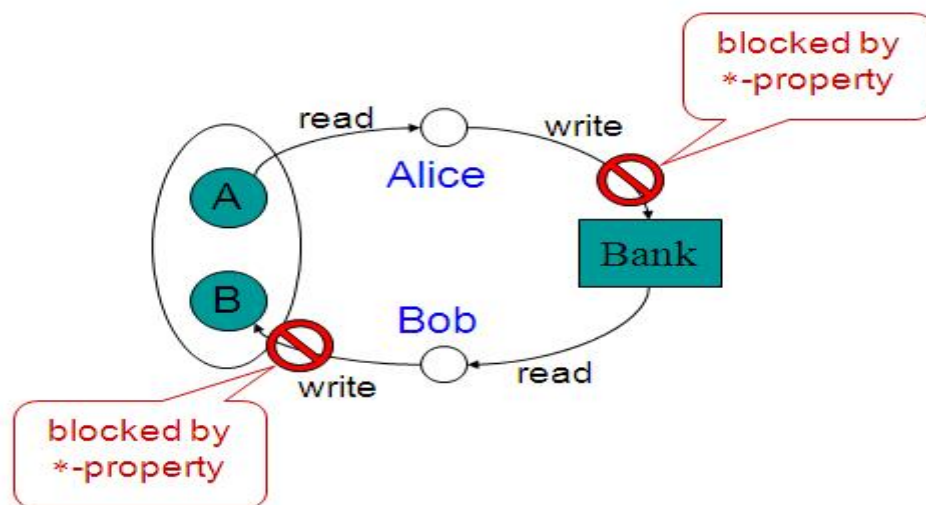 blocked by
*-property
read
write
A
Alice
Bank
B
Bob
write
read
blocked by
*-property